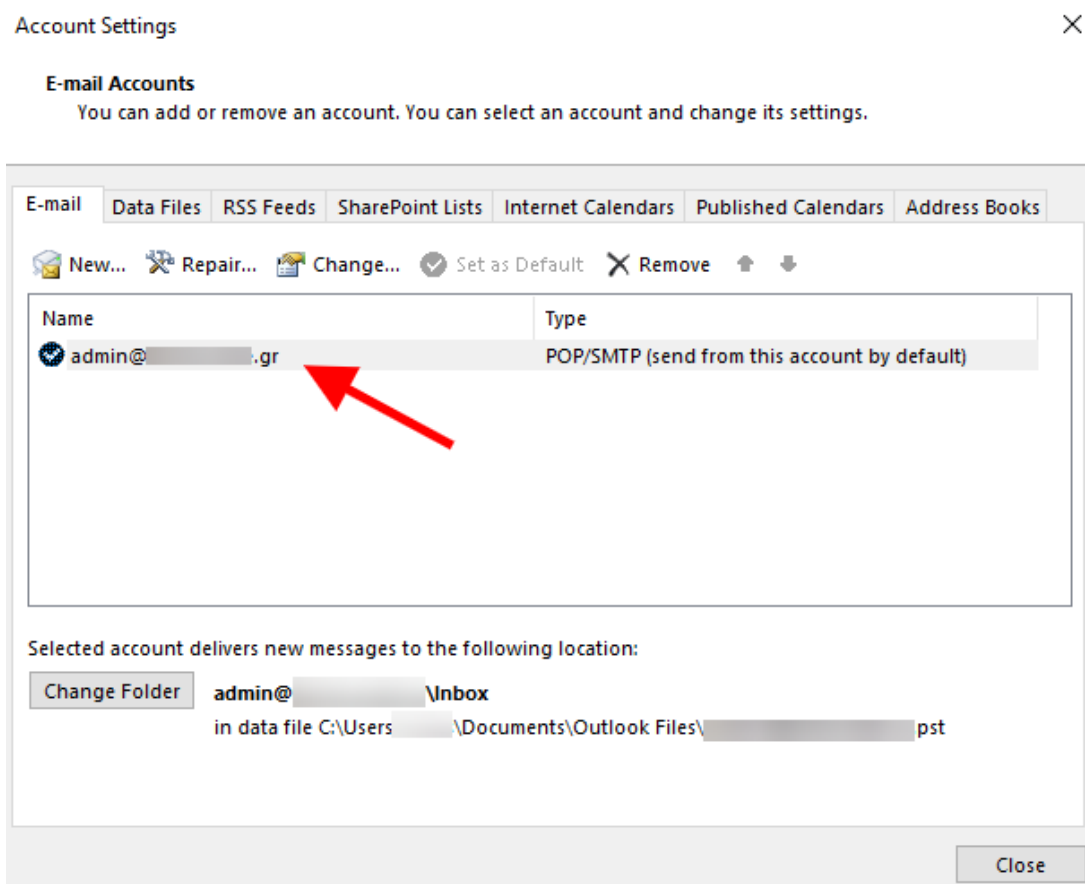 Account Settings
E-mail Accounts
You can add or remove an account. You can select an account and change its settings.
E-mail Data Files RSS Feeds SharePoint Lists Internet Calendars Published Calendars Address Books
New... Repair... Change... Set as Default Remove
Name Type
admin@ .gr POP/SMTP (send from this account by default)
Selected account delivers new messages to the following location:
Change Folder admin@ \Inbox
in data file C:\Users \Documents\Outlook Files\ pst
Close